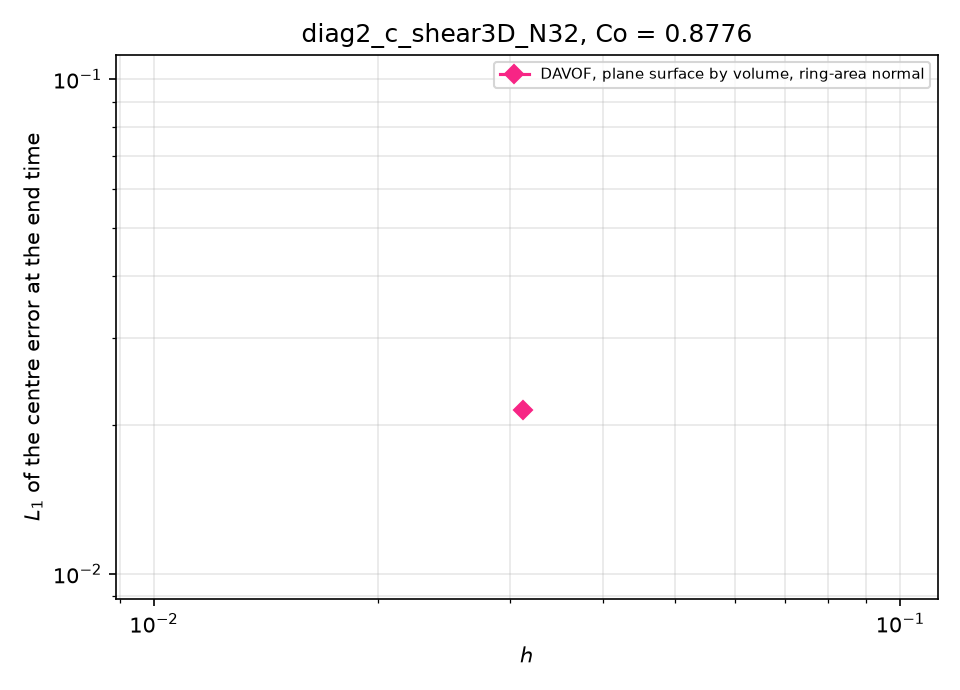 diag2_c_shear3D_N32, Co = 0.8776
DAVOF, plane surface by volume, ring-area normal
L₁ of the centre error at the end time
10⁻¹
10⁻²
10⁻²
10⁻¹
h